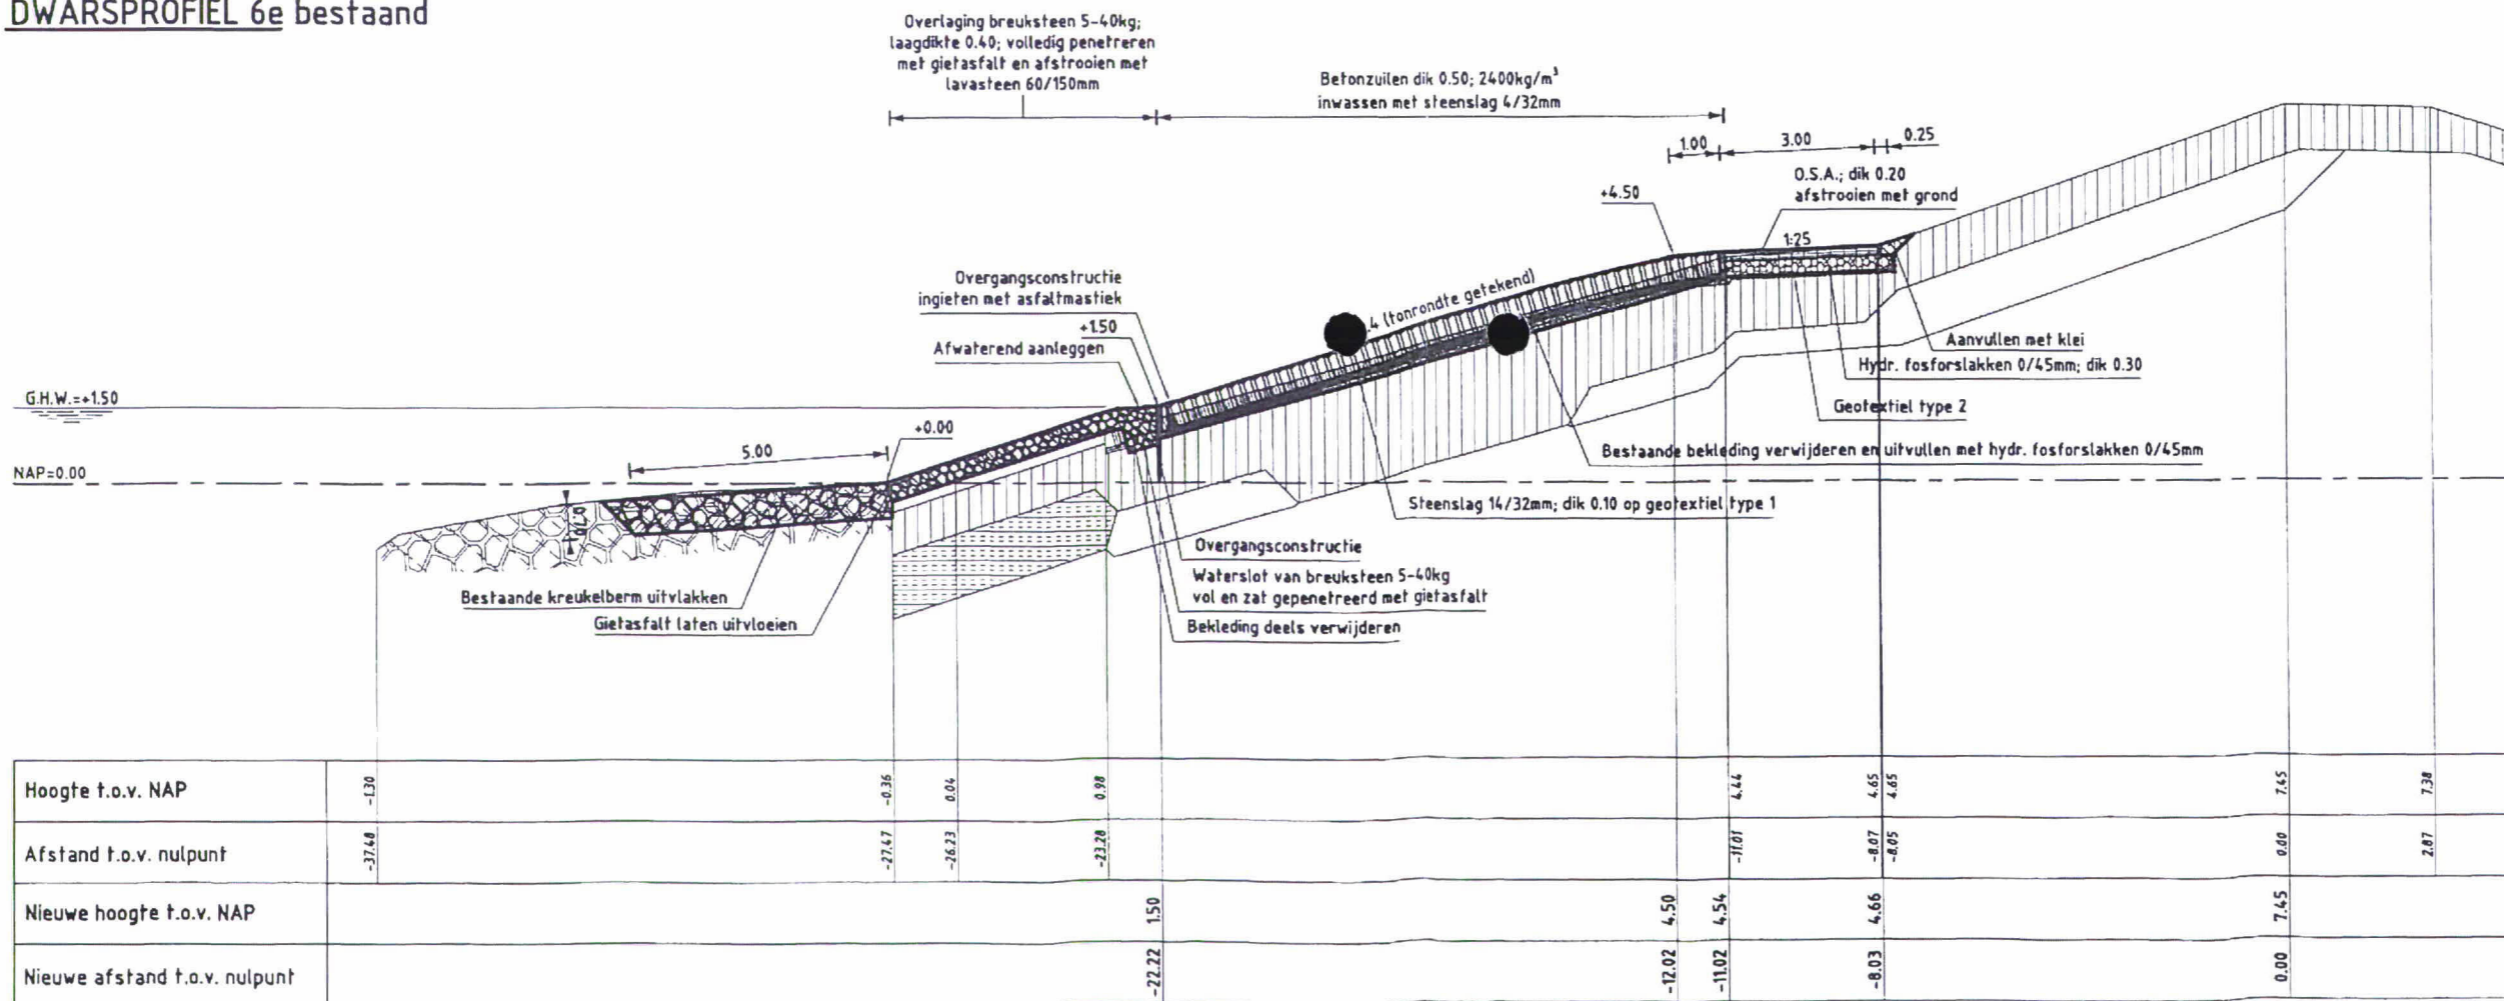 DWARSPROFIEL 6e bestaand
Overlaging breuksteen 5-40kg;
laagdikte 0.40; volledig penetreren
met gietasfalt en afstrooien met
lavasteen 60/150mm
Betonzuilen dik 0.50; 2400kg/m³
inwassen met steenslag 4/32mm
1.00
3.00
0.25
O.S.A.; dik 0.20
afstrooien met grond
+4.50
1:25
Overgangsconstructie
ingieten met asfaltmastiek
+1.50
Afwaterend aanleggen
.4 (tonrondte getekend)
Aanvullen met klei
Hydr. fosforslakken 0/45mm; dik 0.30
Geotextiel type 2
G.H.W.=+1.50
+0.00
5.00
Bestaande bekleding verwijderen en uitvullen met hydr. fosforslakken 0/45mm
NAP=0.00
Steenslag 14/32mm; dik 0.10 op geotextiel type 1
0.70
Overgangsconstructie
Waterslot van breuksteen 5-40kg
vol en zat gepenetreerd met gietasfalt
Bekleding deels verwijderen
Bestaande kreukelberm uitvlakken
Gietasfalt laten uitvloeien
Hoogte t.o.v. NAP -1.30 -0.36 0.04 0.98 4.44 4.65 4.65 7.45 7.38
Afstand t.o.v. nulpunt -37.48 -27.47 -26.23 -23.28 -11.01 -8.07 -8.05 0.00 2.87
Nieuwe hoogte t.o.v. NAP 1.50 4.50 4.54 4.66 7.45
Nieuwe afstand t.o.v. nulpunt -22.22 -12.02 -11.02 -8.03 0.00